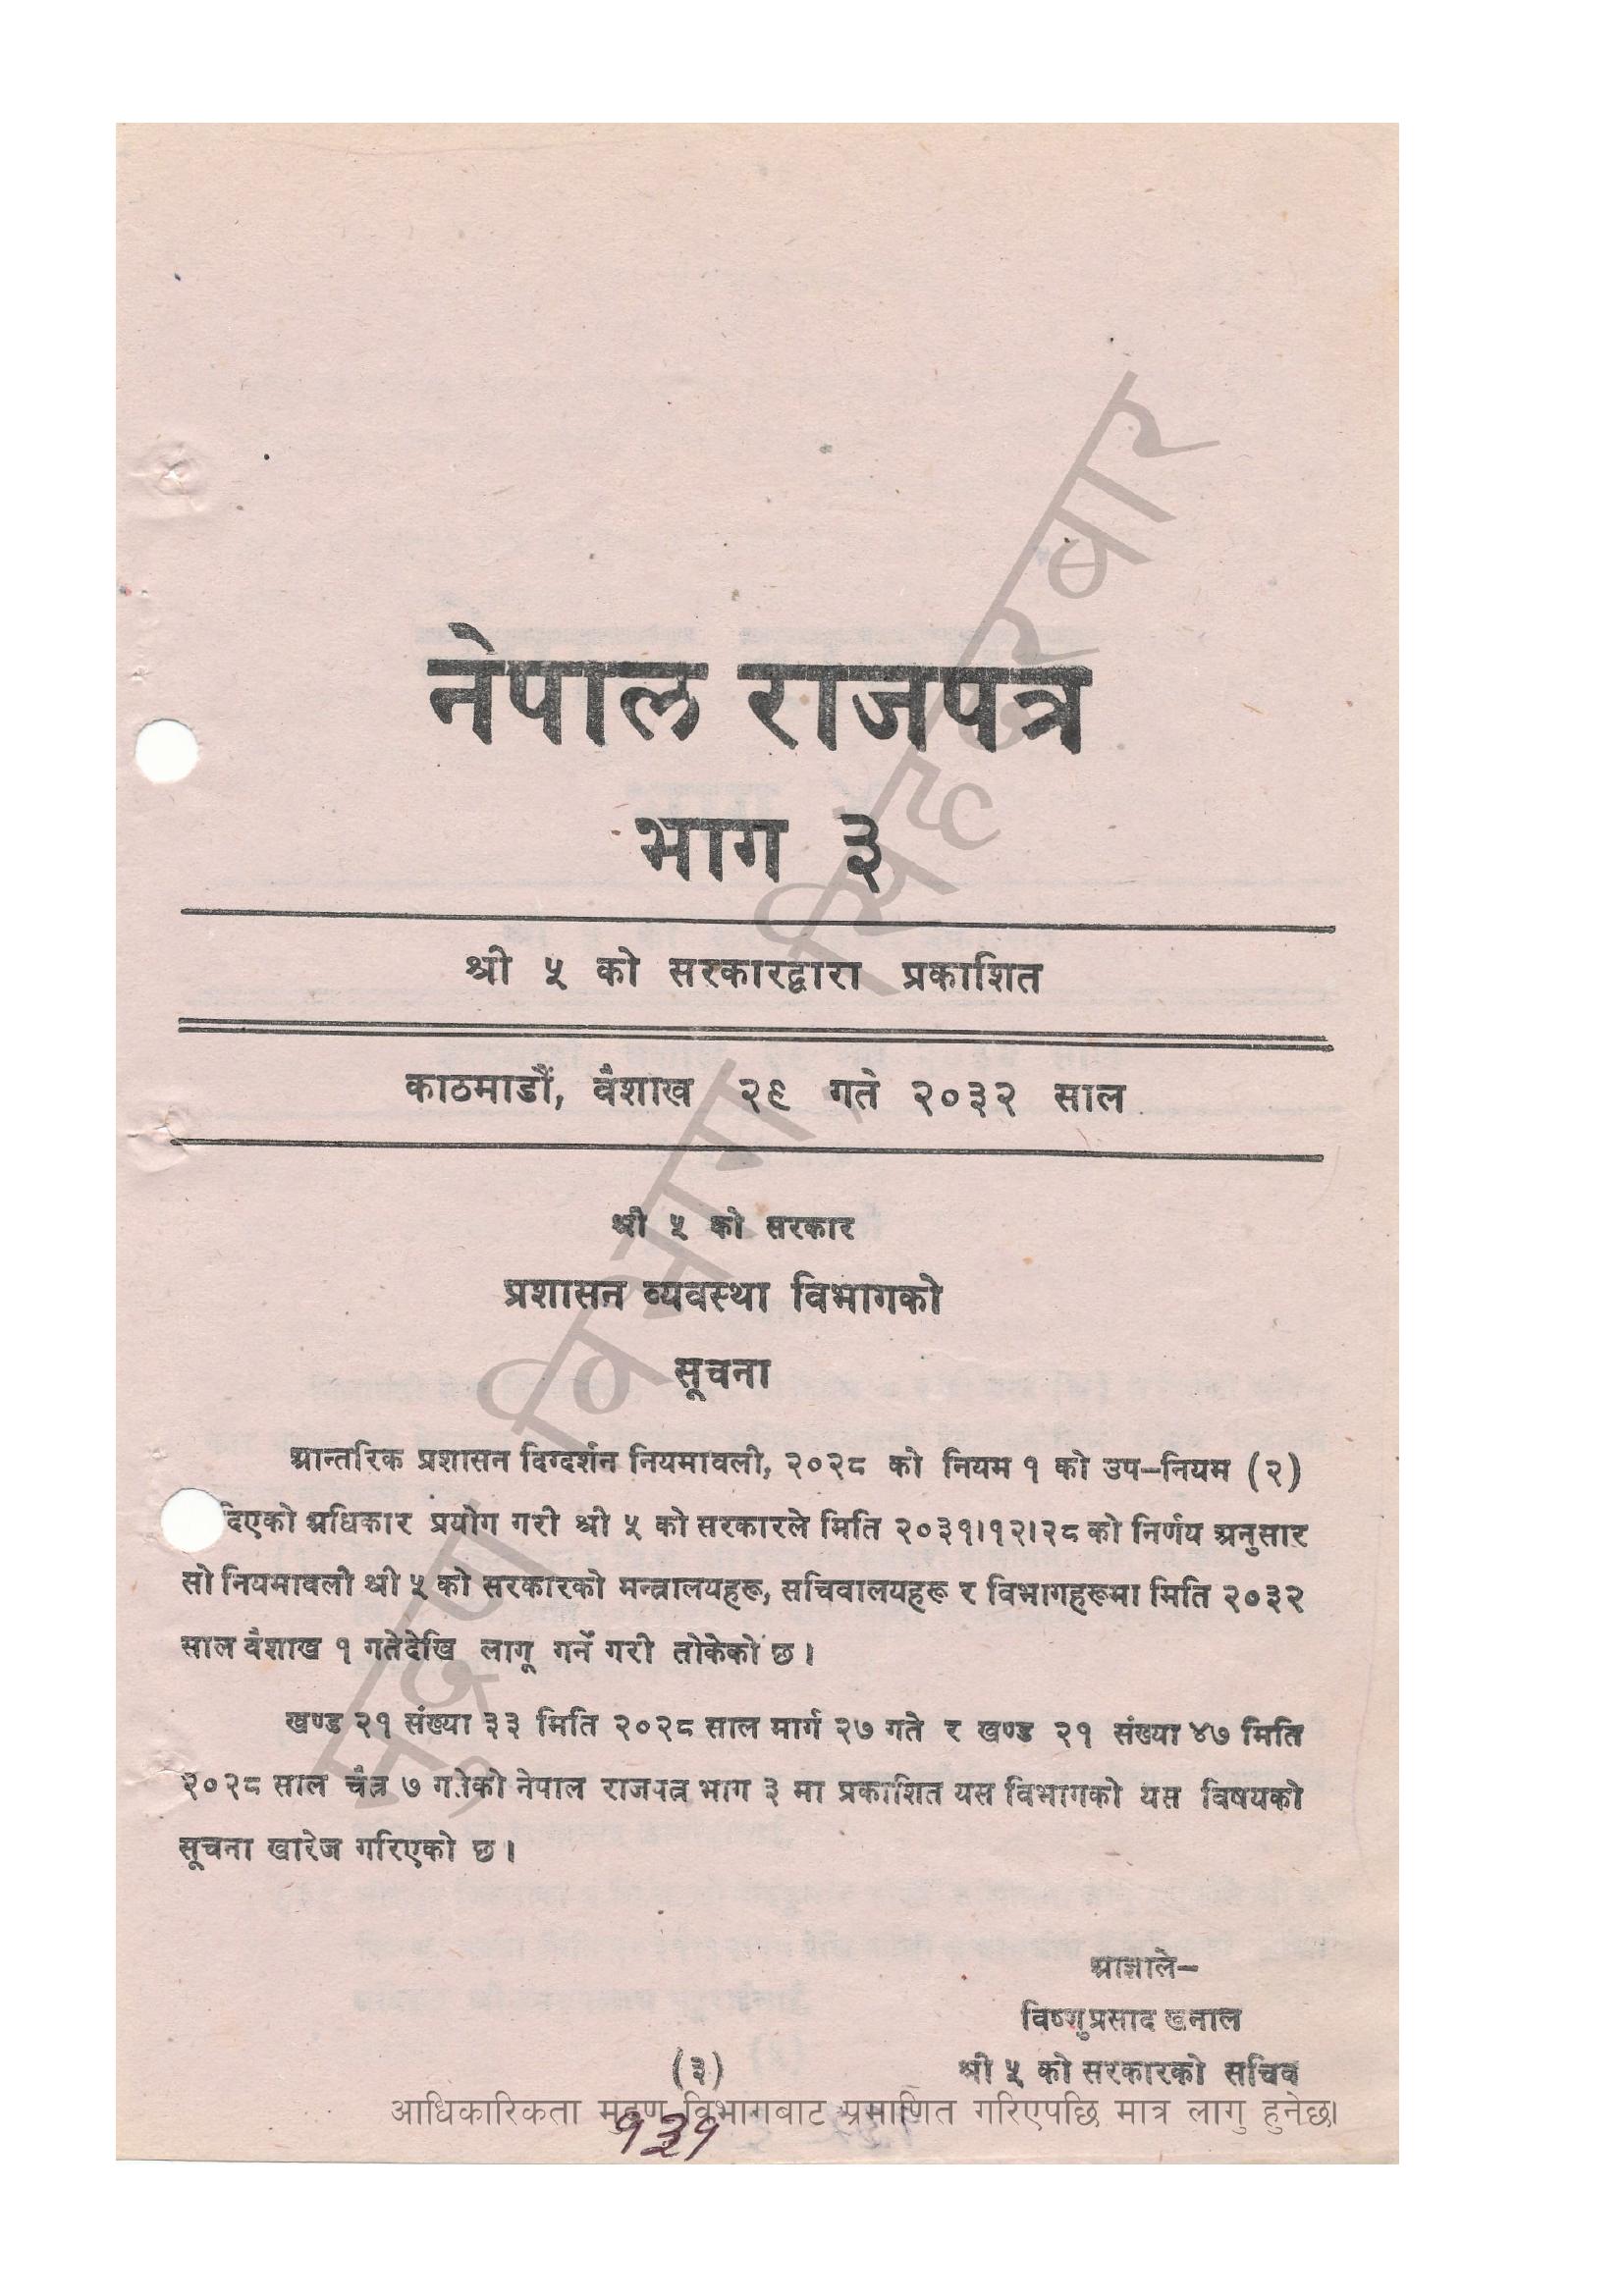 नेपाल राजपत्र
भाग ३
श्री ५ को सरकारद्वारा प्रकाशित
काठमाडौं, वैशाख २९ गते २०३२ साल
श्री ५ को सरकार
प्रशासन व्यवस्था विभागको
सूचना
आन्तरिक प्रशासन दिग्दर्शन नियमावली, २०२८ को नियम १ को उप-नियम (२)
दिएको अधिकार प्रयोग गरी श्री ५ को सरकारले मिति २०३१।१२।२८ को निर्णय अनुसार
सो नियमावली श्री ५ को सरकारको मन्त्रालयहरू, सचिवालयहरू र विभागहरूमा मिति २०३२
साल वैशाख १ गतेदेखि लागू गर्ने गरी तोकेको छ।
खण्ड २१ संख्या ३३ मिति २०२८ साल मार्ग २७ गते र खण्ड २१ संख्या ४७ मिति
२०२८ साल चैत्र ७ गतेको नेपाल राजपत्र भाग ३ मा प्रकाशित यस विभागको यस विषयको
सूचना खारेज गरिएको छ।
आज्ञाले-
विष्णुप्रसाद खनाल
श्री ५ को सरकारको सचिव
(३)
आधिकारिकता मुद्रण विभागबाट प्रमाणित गरिएपछि मात्र लागु हुनेछ।
१३१
मुद्रण विभाग, सिंहदरबार